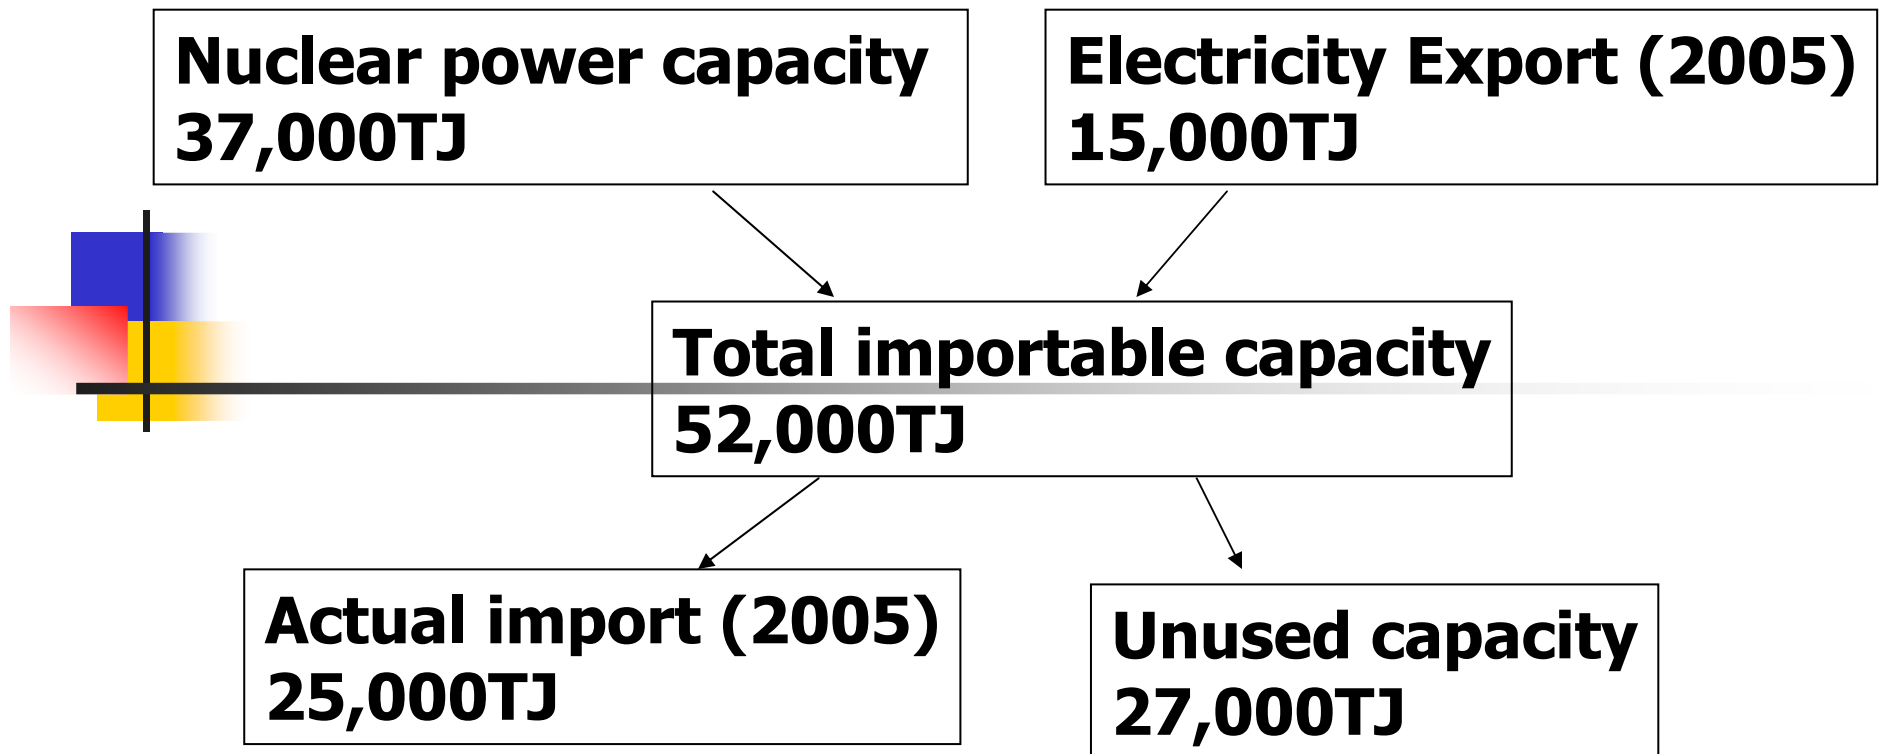 Nuclear power capacity
37,000TJ
Electricity Export (2005)
15,000TJ
Total importable capacity
52,000TJ
Actual import (2005)
25,000TJ
Unused capacity
27,000TJ